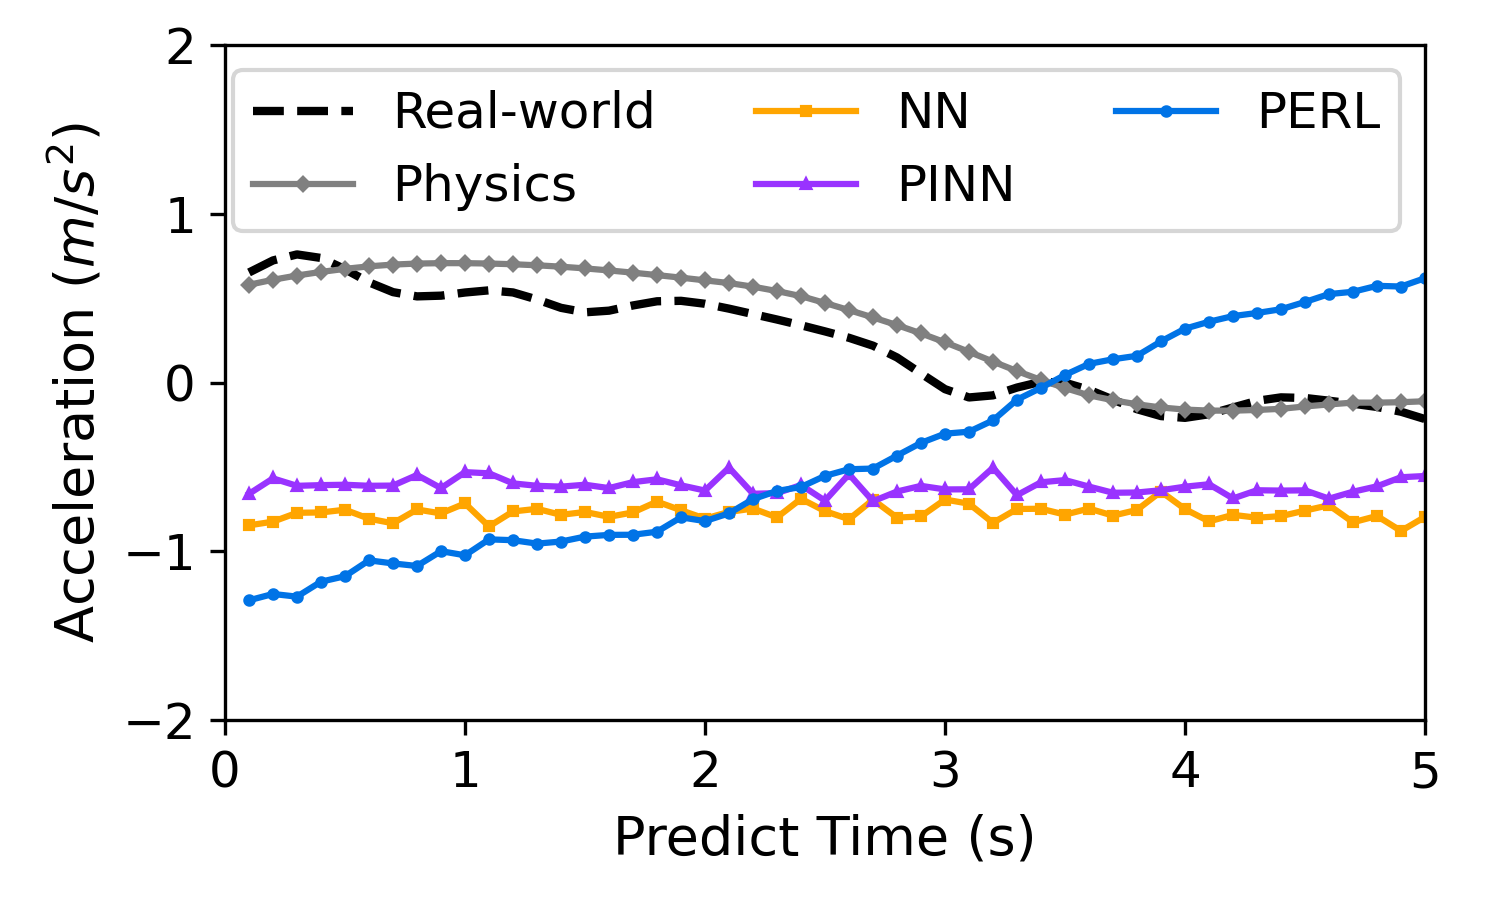 Acceleration (m/s²)
2
1
0
−1
−2
Real-world
Physics
NN
PINN
PERL
0 1 2 3 4 5
Predict Time (s)